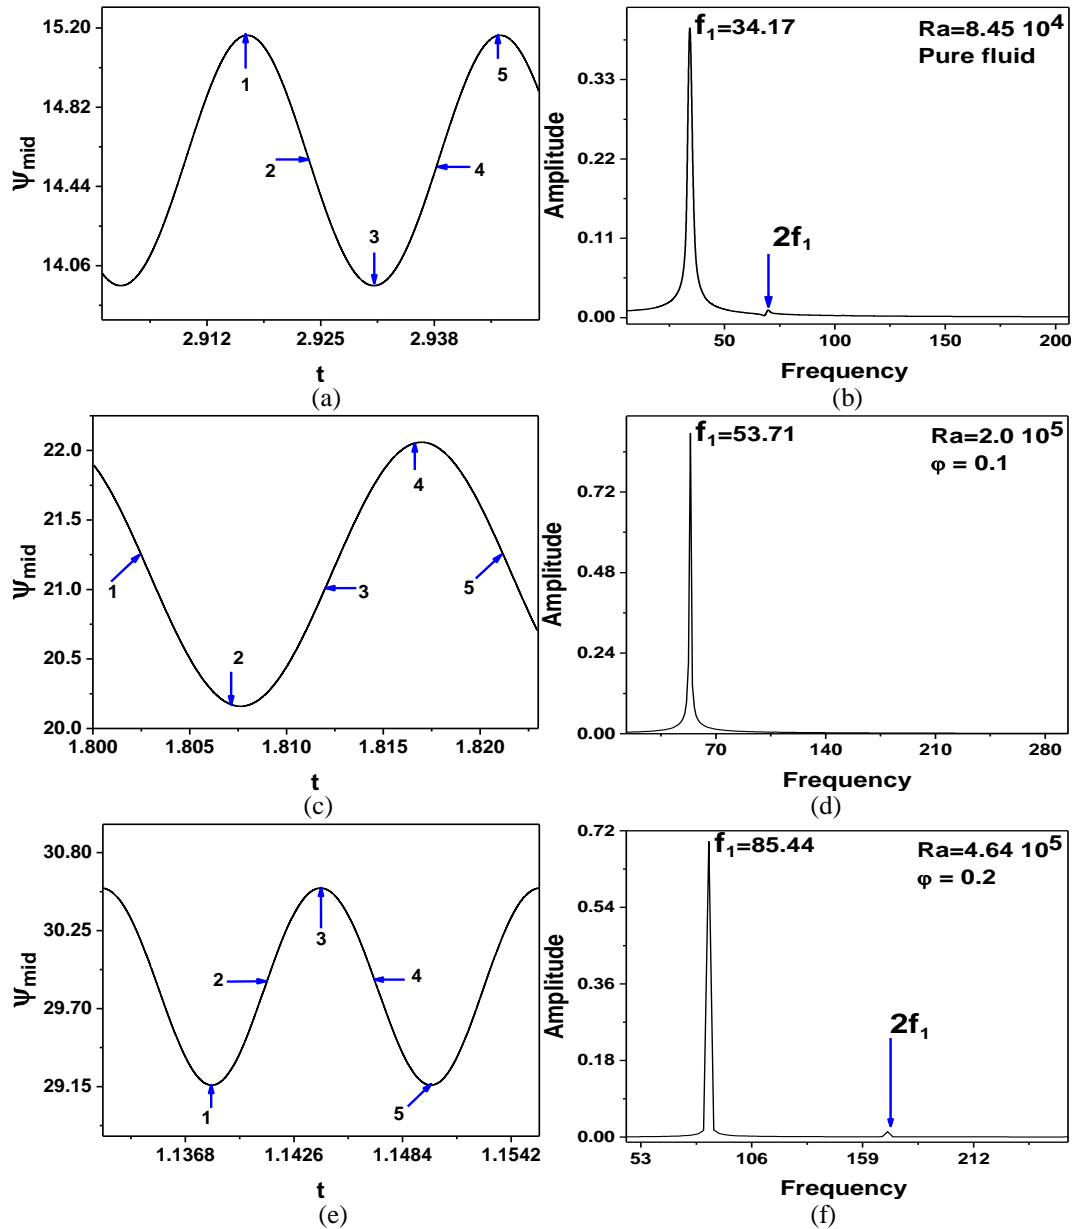 15.20
14.82
14.44
14.06
ψmid
1
2
3
4
5
2.912
2.925
2.938
t
(a)
f1=34.17
Ra=8.45 10^4
Pure fluid
0.33
0.22
0.11
0.00
Amplitude
2f1
50
100
150
200
Frequency
(b)
22.0
21.5
21.0
20.5
20.0
ψmid
1
2
3
4
5
1.800
1.805
1.810
1.815
1.820
t
(c)
f1=53.71
Ra=2.0 10^5
φ = 0.1
0.72
0.48
0.24
0.00
Amplitude
70
140
210
280
Frequency
(d)
30.80
30.25
29.70
29.15
ψmid
1
2
3
4
5
1.1368
1.1426
1.1484
1.1542
t
(e)
f1=85.44
Ra=4.64 10^5
φ = 0.2
0.72
0.54
0.36
0.18
0.00
Amplitude
2f1
53
106
159
212
Frequency
(f)